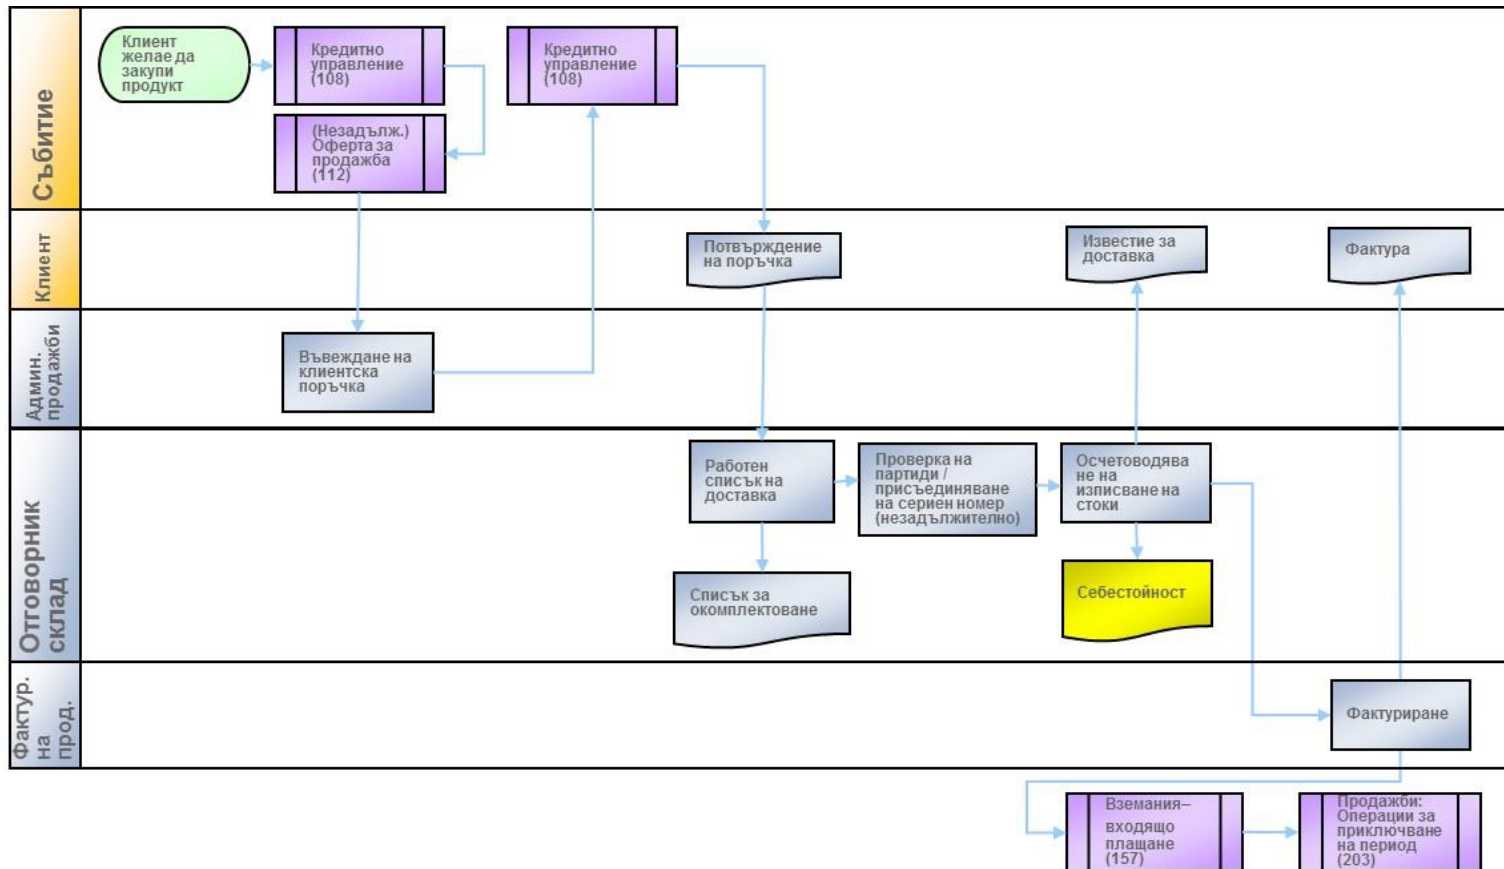 Събитие
Клиент
желае да
закупи
продукт
Кредитно
управление
(108)
(Незадълж.)
Оферта за
продажба
(112)
Кредитно
управление
(108)
Клиент
Потвърждение
на поръчка
Известие за
доставка
Фактура
Админ.
продажби
Въвеждане на
клиентска
поръчка
Отговорник
склад
Работен
списък на
доставка
Проверка на
партиди /
присъединяване
на сериен номер
(незадължително)
Осчетоводява
не на
изписване на
стоки
Списък за
окомплектоване
Себестойност
Фактур.
на
прод.
Фактуриране
Вземания–
входящо
плащане
(157)
Продажби:
Операции за
приключване
на период
(203)